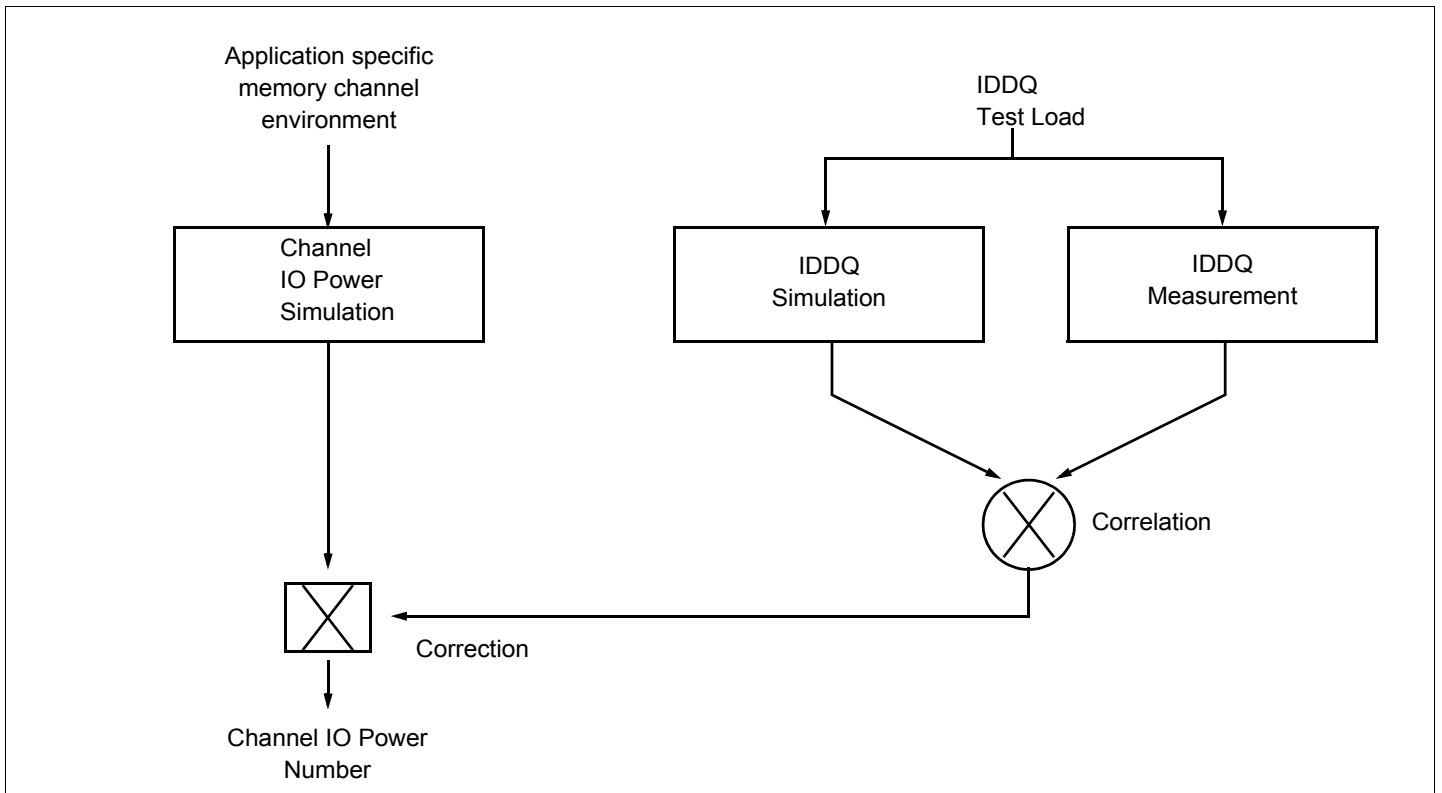 Application specific
memory channel
environment
IDDQ
Test Load
Channel
IO Power
Simulation
IDDQ
Simulation
IDDQ
Measurement
Correlation
Correction
Channel IO Power
Number